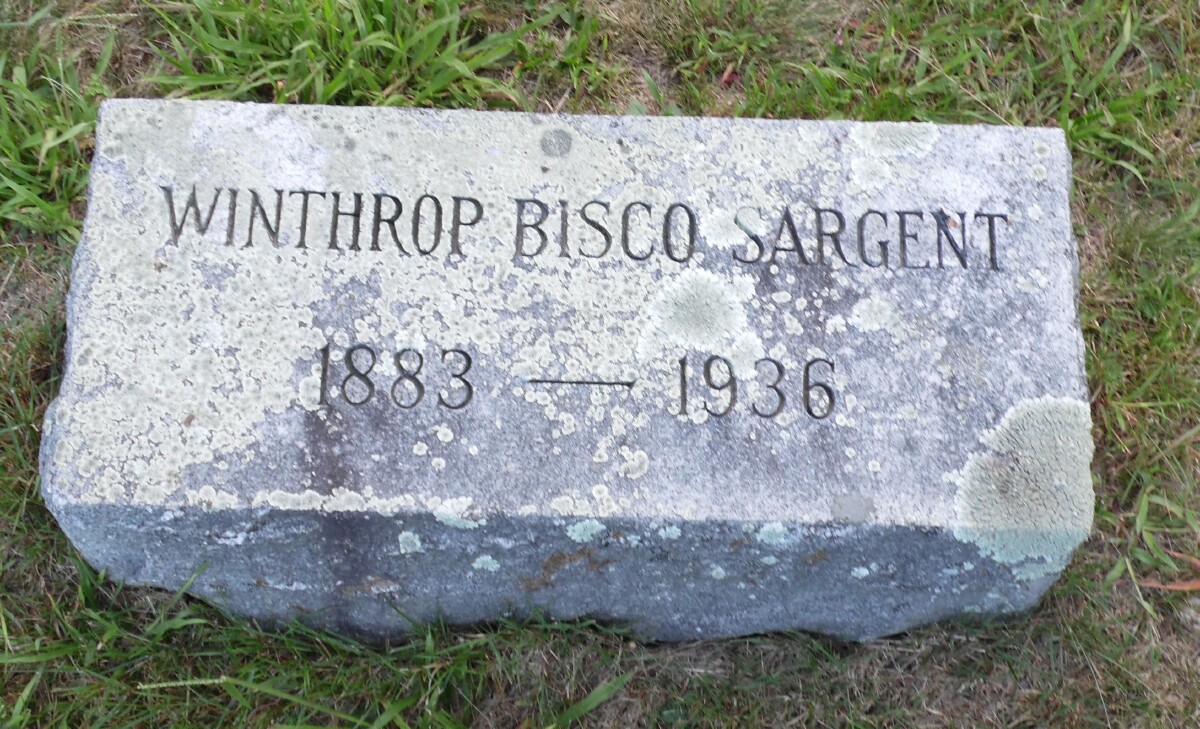 WINTHROP BISCO SARGENT
1883 — 1936